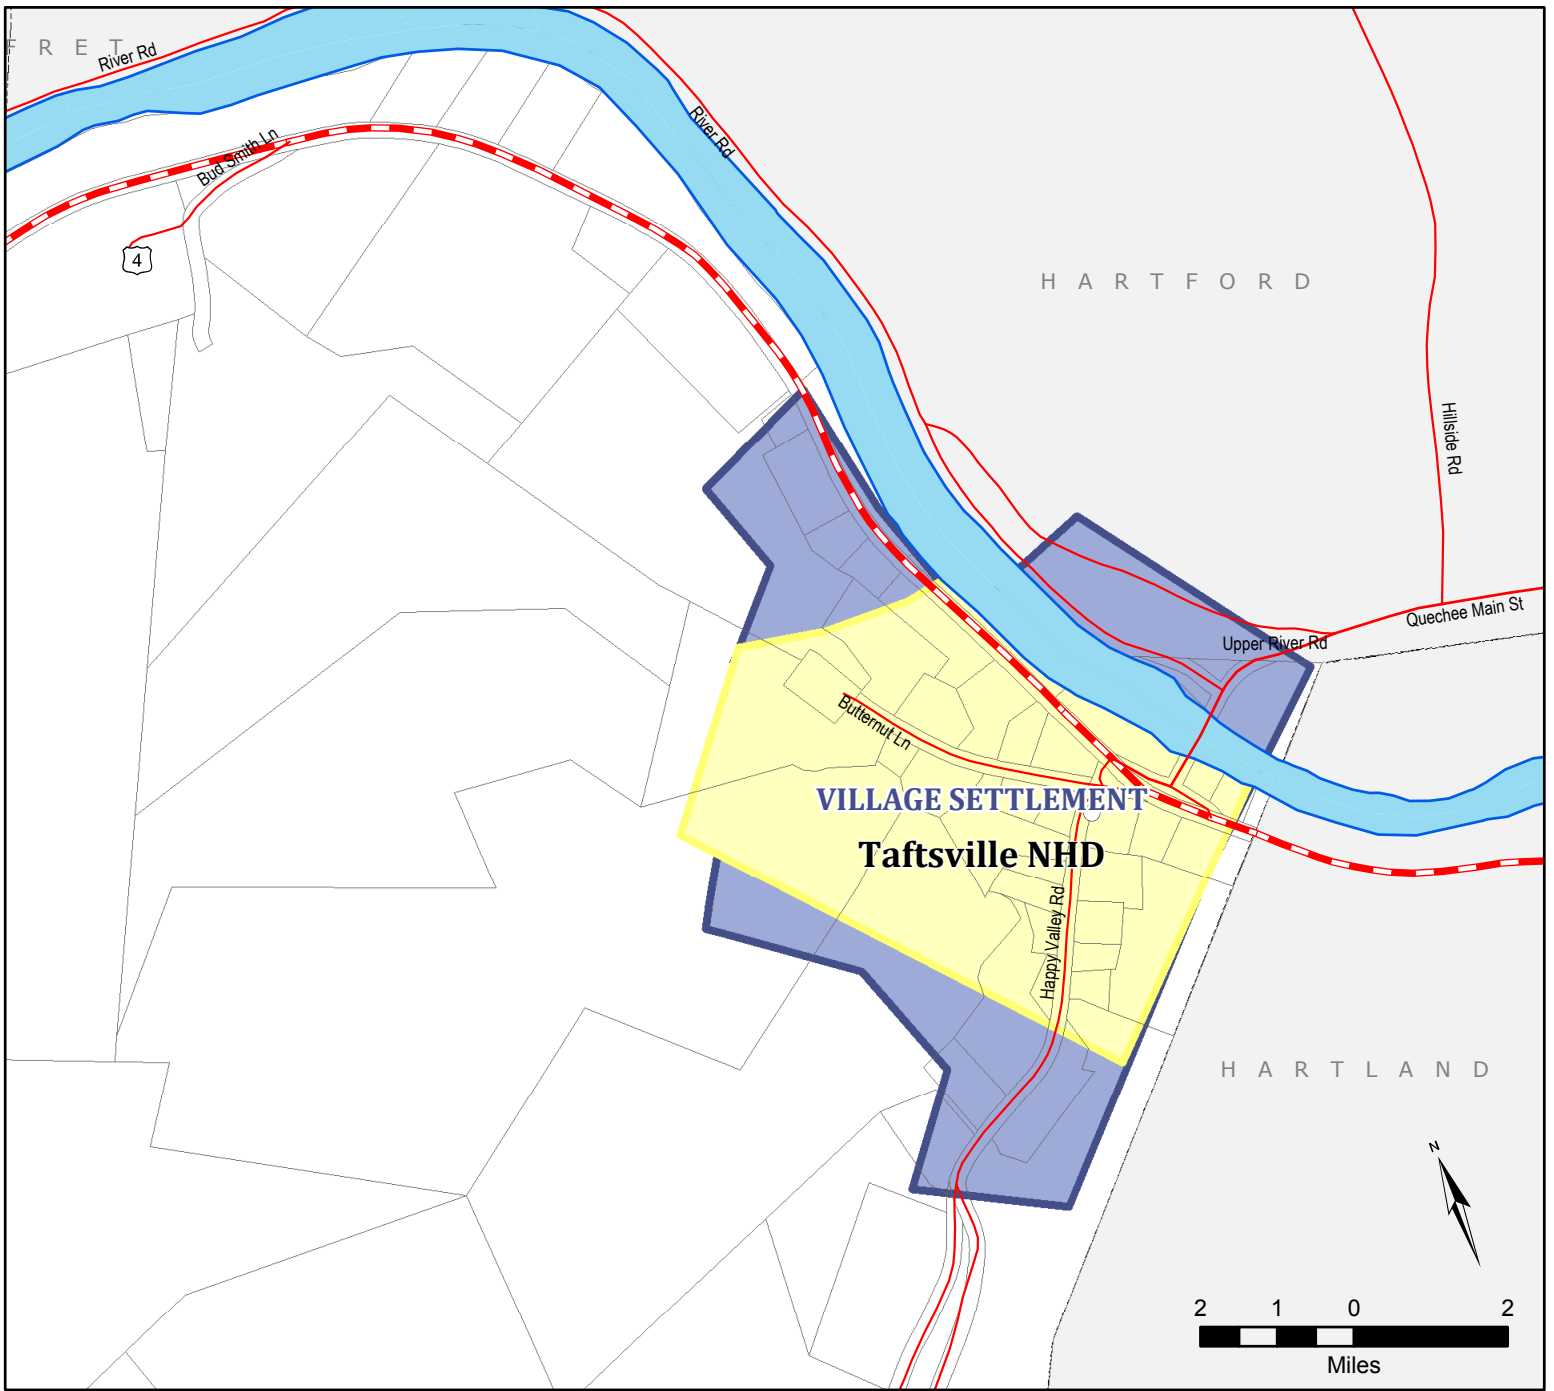 F R E T
River Rd
River Rd
Bud Smith Ln
4
H A R T F O R D
Hillside Rd
Quechee Main St
Upper River Rd
Butternut Ln
VILLAGE SETTLEMENT
Taftsville NHD
Happy Valley Rd
H A R T L A N D
N
2 1 0 2
Miles